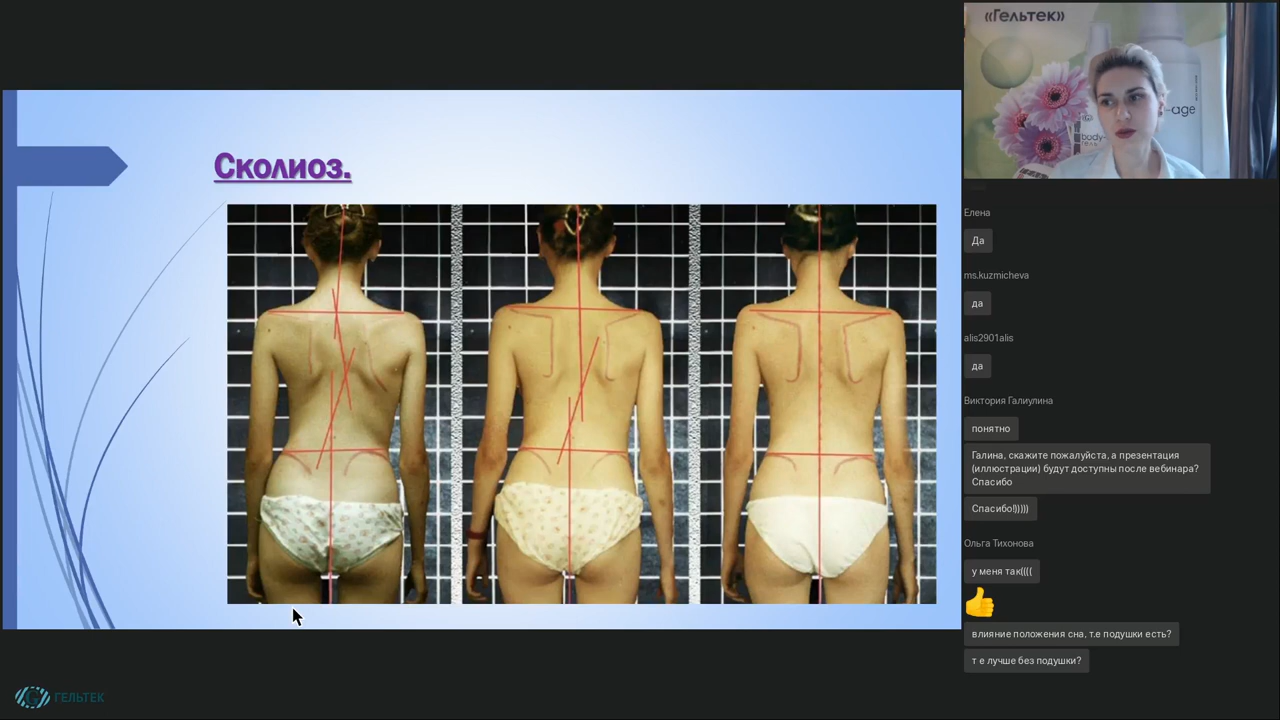 Сколиоз.
ГЕЛЬТЕК
«Гельтек»
-age
body-
Елена
Да
ms.kuzmicheva
да
alis2901alis
да
Виктория Галиулина
понятно
Галина, скажите пожалуйста, а презентация
(иллюстрации) будут доступны после вебинара?
Спасибо
Спасибо!)))))
Ольга Тихонова
у меня так((((
влияние положения сна, т.е подушки есть?
т е лучше без подушки?